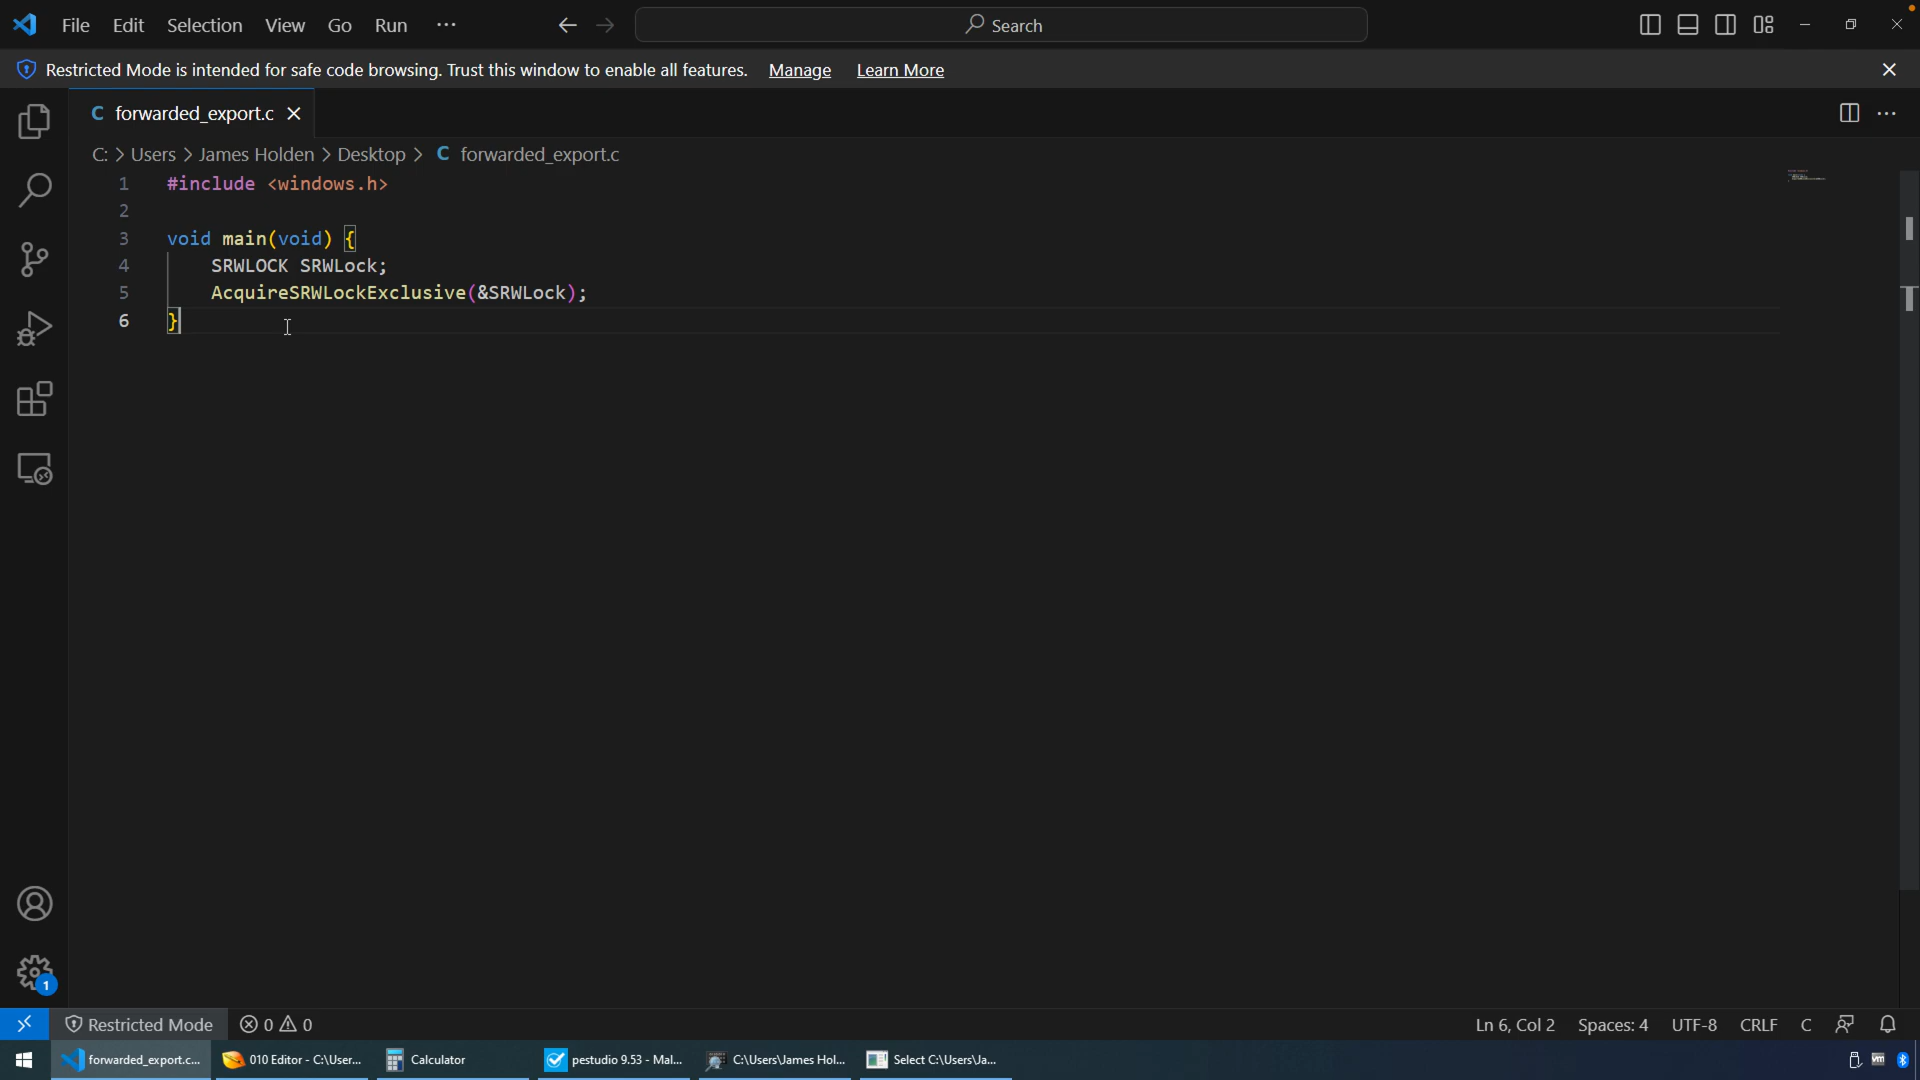 File Edit Selection View Go Run ··· Search
Restricted Mode is intended for safe code browsing. Trust this window to enable all features. Manage Learn More
C forwarded_export.c
C: > Users > James Holden > Desktop > C forwarded_export.c
1 #include <windows.h>
2
3 void main(void) {
4 SRWLOCK SRWLock;
5 AcquireSRWLockExclusive(&SRWLock);
6 }
1
Restricted Mode 0 0 Ln 6, Col 2 Spaces: 4 UTF-8 CRLF C
forwarded_export.c... 010 Editor - C:\User... Calculator pestudio 9.53 - Mal... C:\Users\James Hol... Select C:\Users\Ja... vm